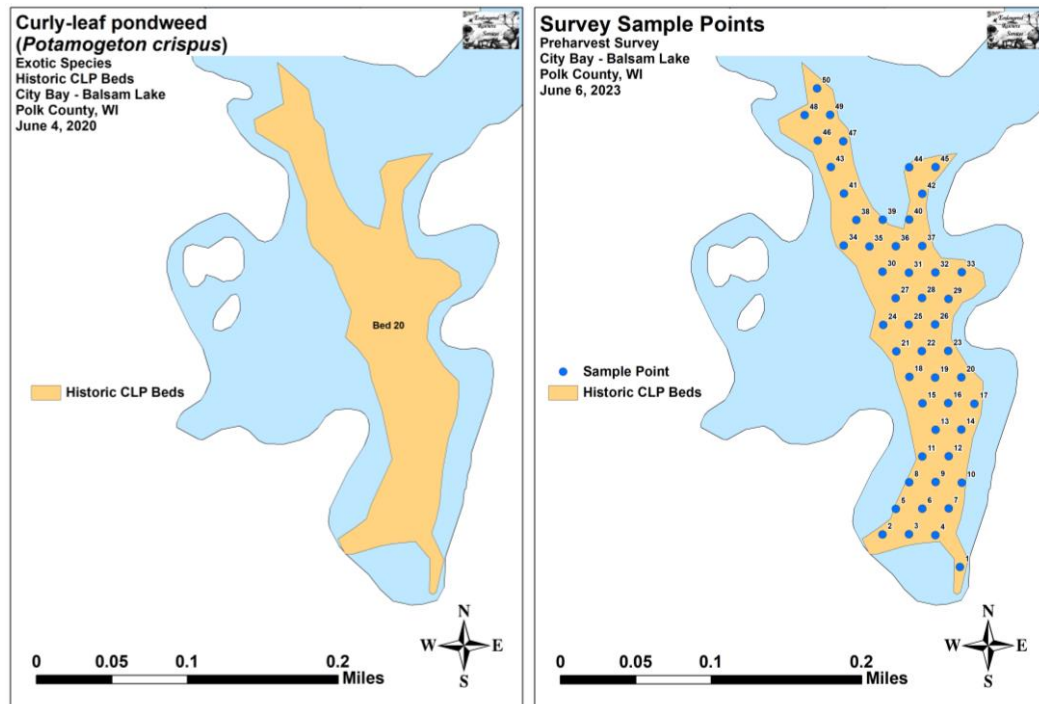 Curly-leaf pondweed
(Potamogeton crispus)
Exotic Species
Historic CLP Beds
City Bay - Balsam Lake
Polk County, WI
June 4, 2020
Bed 20
Historic CLP Beds
N
W E
S
0 0.05 0.1 0.2
Miles
Survey Sample Points
Preharvest Survey
City Bay - Balsam Lake
Polk County, WI
June 6, 2023
50
48 49
46 47
43 44 45
41 42
38 39 40
34 35 36 37
30 31 32 33
27 28 29
24 25 26
21 22 23
18 19 20
15 16 17
13 14
11 12
8 9 10
5 6 7
2 3 4
1
Sample Point
Historic CLP Beds
N
W E
S
0 0.05 0.1 0.2
Miles